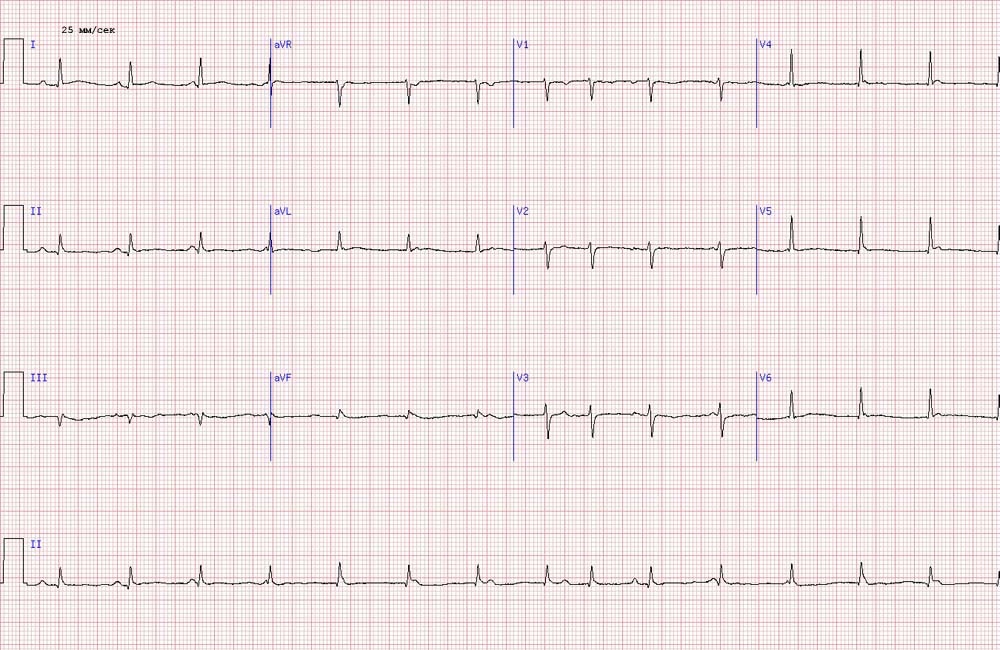 25 мм/сек
I aVR V1 V4
II aVL V2 V5
III aVF V3 V6
II